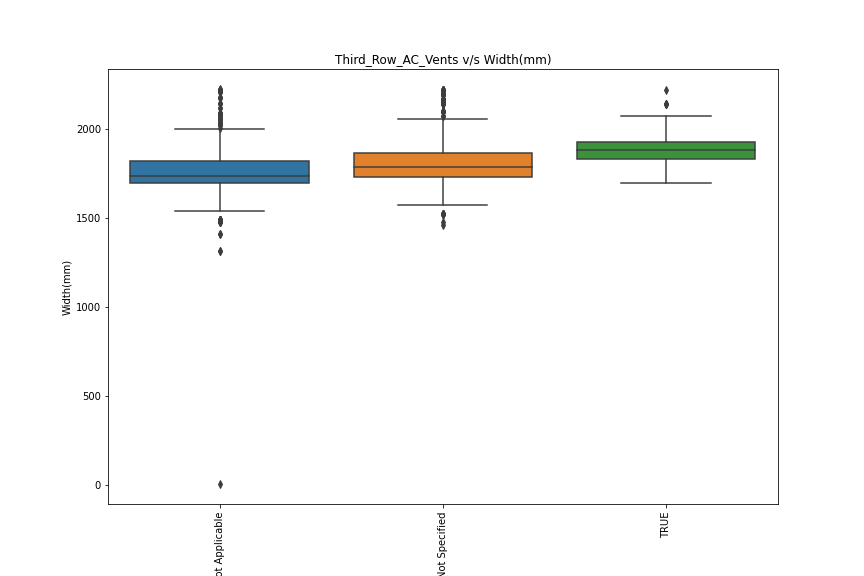 Third_Row_AC_Vents v/s Width(mm)
Width(mm)
2000
1500
1000
500
0
ot Applicable
Not Specified
TRUE